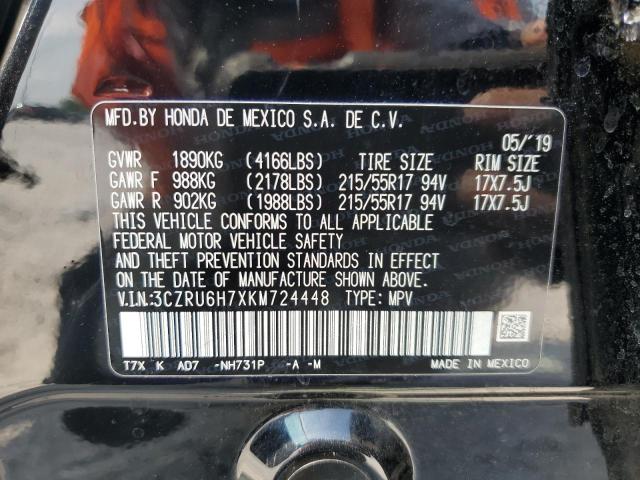 MFD.BY HONDA DE MEXICO S.A. DE C.V.
05/'19
GVWR 1890KG (4166LBS) TIRE SIZE RIM SIZE
GAWR F 988KG (2178LBS) 215/55R17 94V 17X7.5J
GAWR R 902KG (1988LBS) 215/55R17 94V 17X7.5J
THIS VEHICLE CONFORMS TO ALL APPLICABLE
FEDERAL MOTOR VEHICLE SAFETY
AND THEFT PREVENTION STANDARDS IN EFFECT
ON THE DATE OF MANUFACTURE SHOWN ABOVE.
V.I.N.:3CZRU6H7XKM724448 TYPE: MPV
T7X K AD7 -NH731P -A -M
MADE IN MEXICO